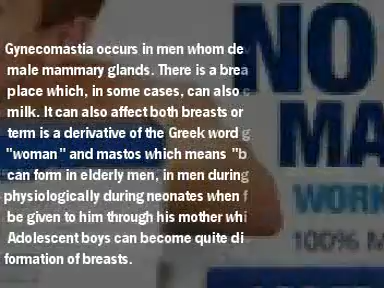 Gynecomastia occurs in men whom de
male mammary glands. There is a brea
place which, in some cases, can also c
milk. It can also affect both breasts or
term is a derivative of the Greek word g
"woman" and mastos which means "b
can form in elderly men, in men during
physiologically during neonates when f
be given to him through his mother whi
Adolescent boys can become quite di
formation of breasts.
NO
MA
WORK
100% M